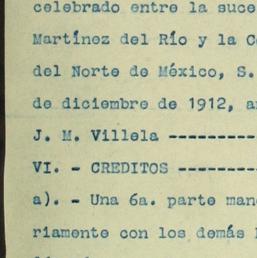 celebrado entre la suce
Martínez del Río y la C
del Norte de México, S.
de diciembre de 1912, a
J. M. Villela ---------
VI. - CREDITOS --------
a). - Una 6a. parte man
riamente con los demás